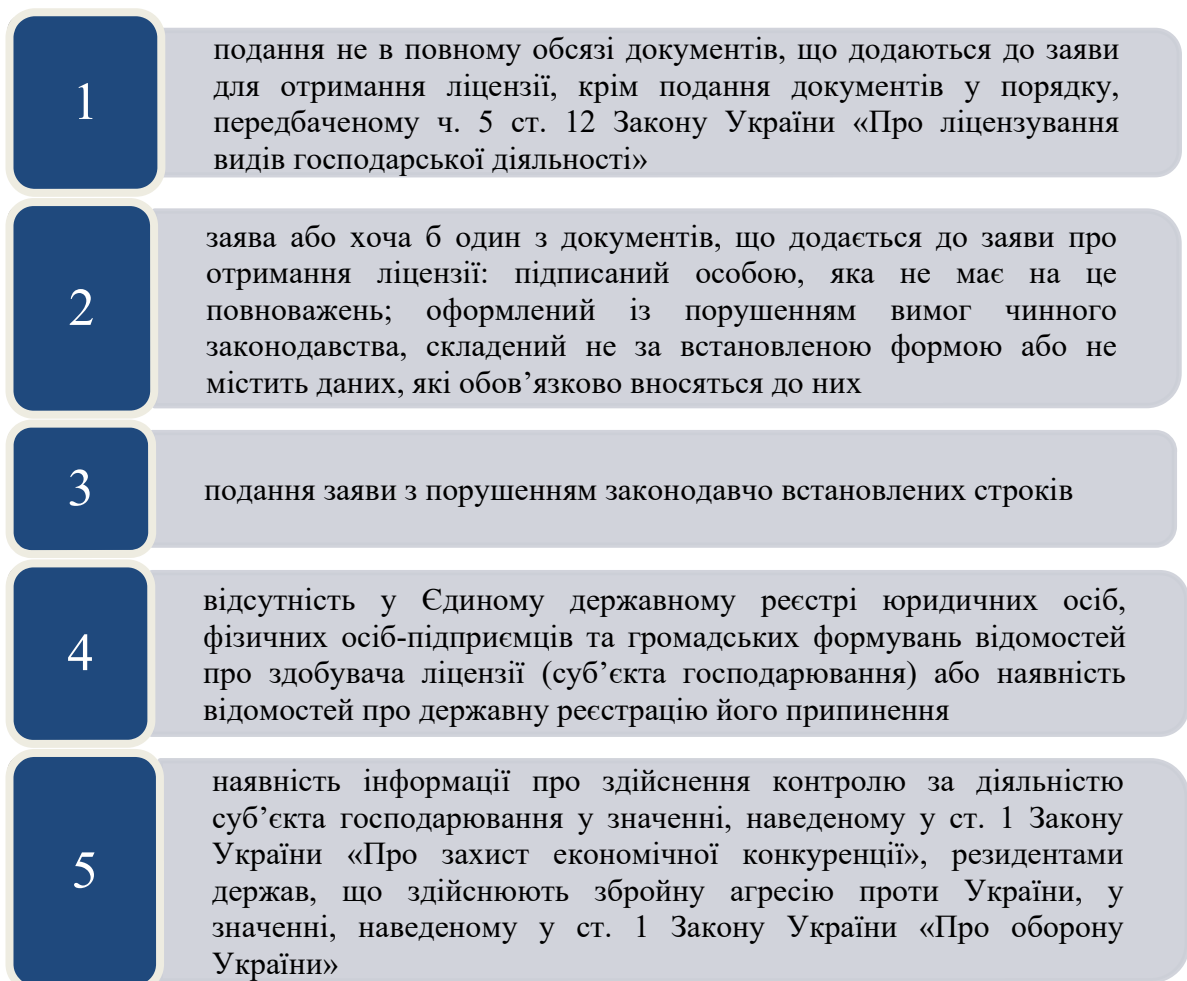 1
подання не в повному обсязі документів, що додаються до заяви
для отримання ліцензії, крім подання документів у порядку,
передбаченому ч. 5 ст. 12 Закону України «Про ліцензування
видів господарської діяльності»
2
заява або хоча б один з документів, що додається до заяви про
отримання ліцензії: підписаний особою, яка не має на це
повноважень; оформлений із порушенням вимог чинного
законодавства, складений не за встановленою формою або не
містить даних, які обов’язково вносяться до них
3
подання заяви з порушенням законодавчо встановлених строків
4
відсутність у Єдиному державному реєстрі юридичних осіб,
фізичних осіб-підприємців та громадських формувань відомостей
про здобувача ліцензії (суб’єкта господарювання) або наявність
відомостей про державну реєстрацію його припинення
5
наявність інформації про здійснення контролю за діяльністю
суб’єкта господарювання у значенні, наведеному у ст. 1 Закону
України «Про захист економічної конкуренції», резидентами
держав, що здійснюють збройну агресію проти України, у
значенні, наведеному у ст. 1 Закону України «Про оборону
України»